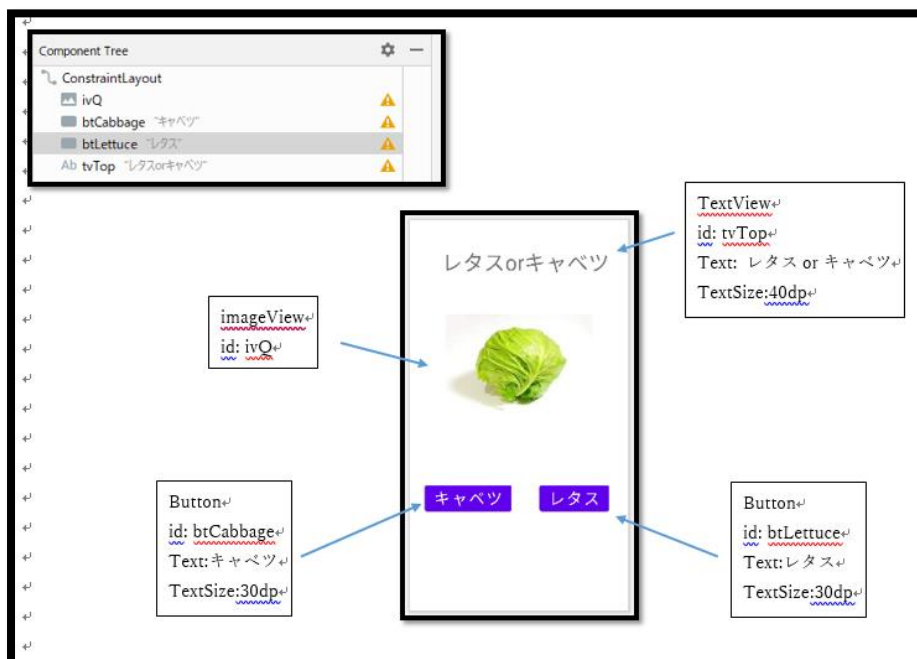 Component Tree
ConstraintLayout
ivQ
btCabbage "キャベツ"
btLettuce "レタス"
Ab tvTop "レタスorキャベツ"
TextView
id: tvTop
Text: レタス or キャベツ
TextSize:40dp
レタスorキャベツ
imageView
id: ivQ
キャベツ レタス
Button
id: btCabbage
Text:キャベツ
TextSize:30dp
Button
id: btLettuce
Text:レタス
TextSize:30dp